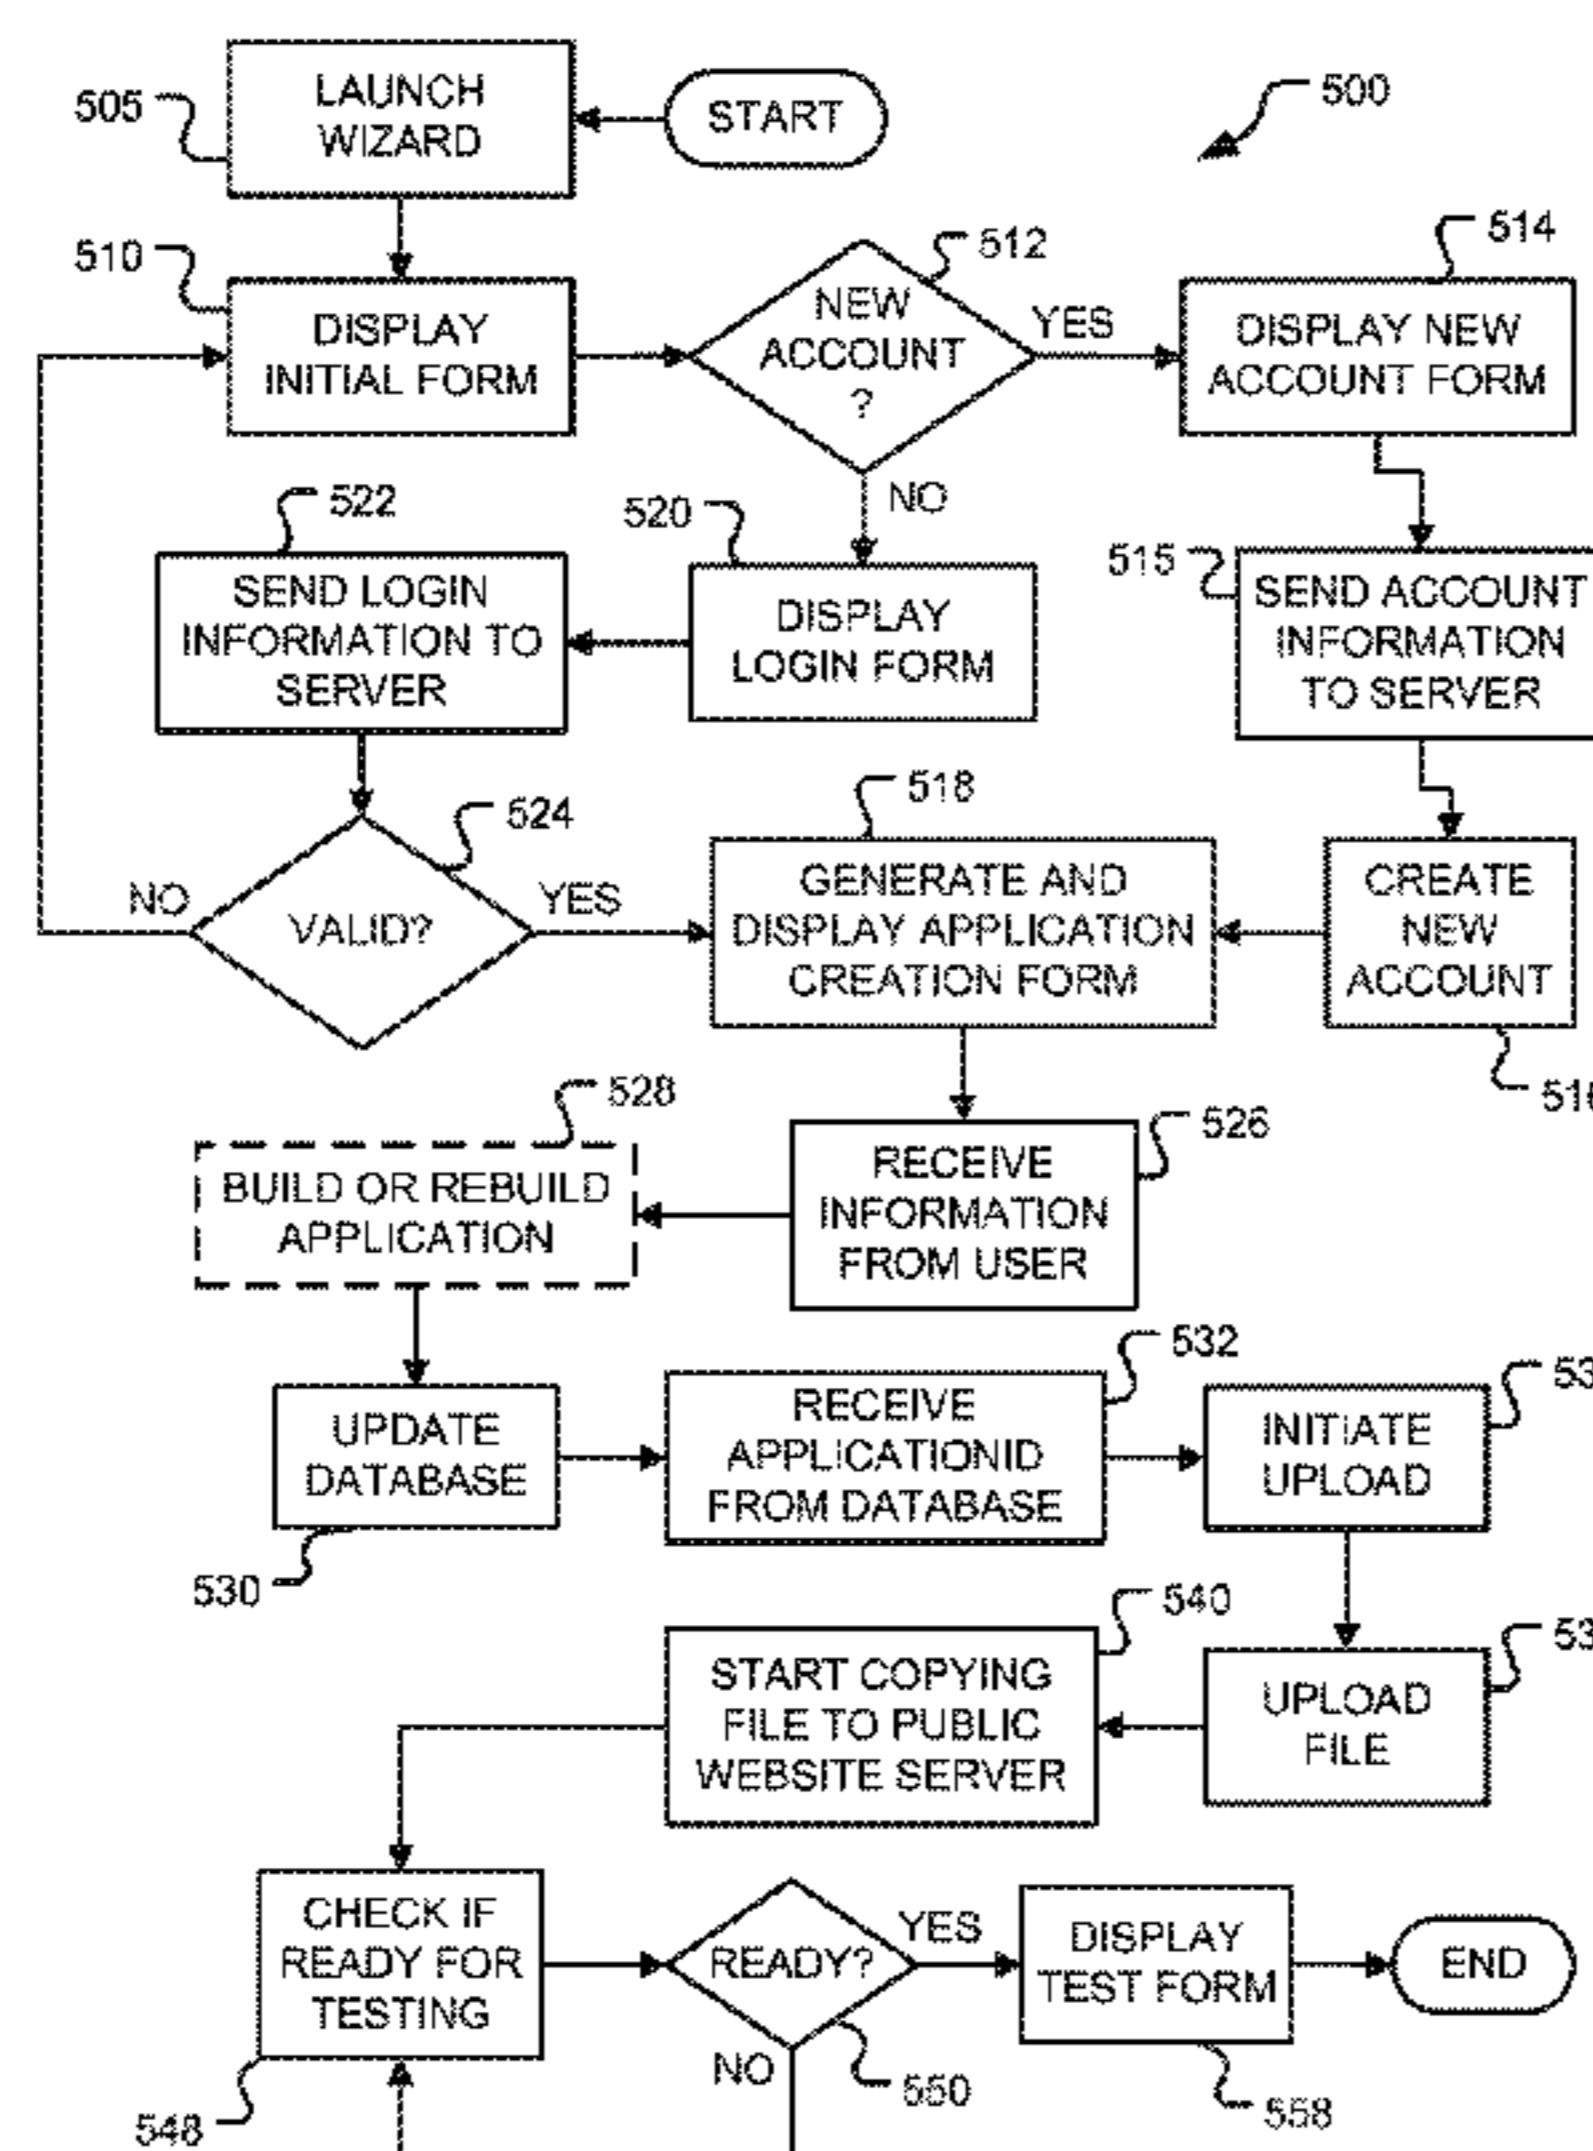 505
LAUNCH
WIZARD
START
500
510
DISPLAY
INITIAL FORM
512
NEW
ACCOUNT
?
YES
NO
514
DISPLAY NEW
ACCOUNT FORM
522
SEND LOGIN
INFORMATION TO
SERVER
520
DISPLAY
LOGIN FORM
515
SEND ACCOUNT
INFORMATION
TO SERVER
524
VALID?
NO
YES
518
GENERATE AND
DISPLAY APPLICATION
CREATION FORM
CREATE
NEW
ACCOUNT
528
BUILD OR REBUILD
APPLICATION
526
RECEIVE
INFORMATION
FROM USER
UPDATE
DATABASE
530
532
RECEIVE
APPLICATIONID
FROM DATABASE
INITIATE
UPLOAD
540
START COPYING
FILE TO PUBLIC
WEBSITE SERVER
UPLOAD
FILE
CHECK IF
READY FOR
TESTING
548
READY?
YES
NO
550
DISPLAY
TEST FORM
558
END